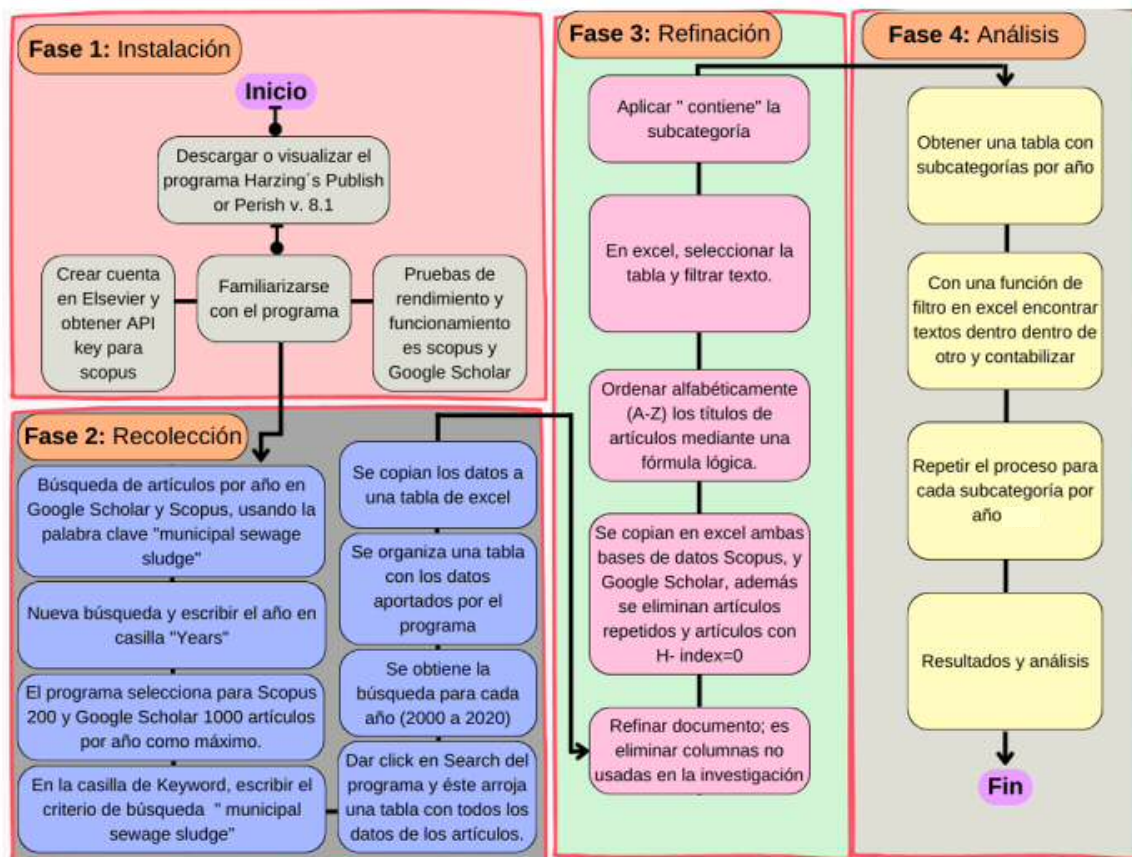 Fase 1: Instalación
Inicio
Descargar o visualizar el
programa Harzing´s Publish
or Perish v. 8.1
Crear cuenta
en Elsevier y
obtener API
key para
scopus
Familiarizarse
con el programa
Pruebas de
rendimiento y
funcionamiento
es scopus y
Google Scholar
Fase 2: Recolección
Búsqueda de artículos por año en
Google Scholar y Scopus, usando la
palabra clave "municipal sewage
sludge"
Nueva búsqueda y escribir el año en
casilla "Years"
El programa selecciona para Scopus
200 y Google Scholar 1000 artículos
por año como máximo.
En la casilla de Keyword, escribir el
criterio de búsqueda " municipal
sewage sludge"
Se copian los datos a
una tabla de excel
Se organiza una tabla
con los datos
aportados por el
programa
Se obtiene la
búsqueda para cada
año (2000 a 2020)
Dar click en Search del
programa y éste arroja
una tabla con todos los
datos de los artículos.
Fase 3: Refinación
Aplicar " contiene" la
subcategoría
En excel, seleccionar la
tabla y filtrar texto.
Ordenar alfabéticamente
(A-Z) los títulos de
artículos mediante una
fórmula lógica.
Se copian en excel ambas
bases de datos Scopus, y
Google Scholar, además
se eliminan artículos
repetidos y artículos con
H- index=0
Refinar documento; es
eliminar columnas no
usadas en la investigación
Fase 4: Análisis
Obtener una tabla con
subcategorías por año
Con una función de
filtro en excel encontrar
textos dentro dentro de
otro y contabilizar
Repetir el proceso para
cada subcategoría por
año
Resultados y análisis
Fin